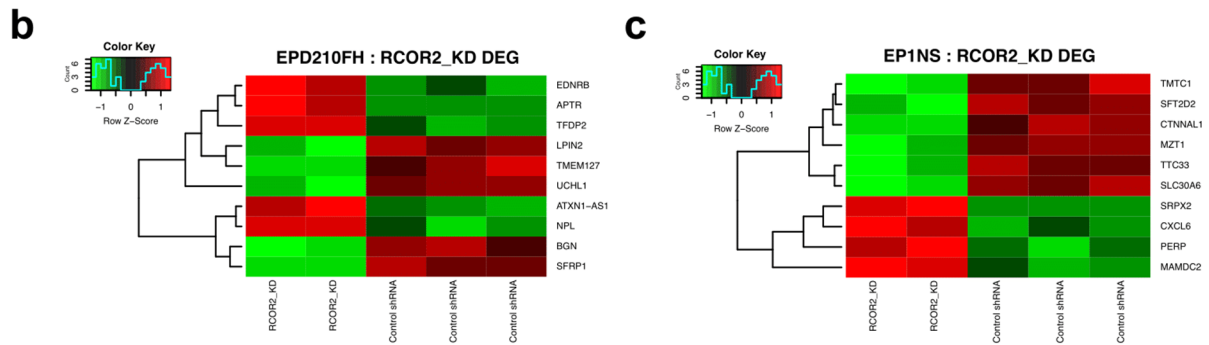 b
Color Key
Count
0 3 6
−1 0 1
Row Z−Score
EPD210FH : RCOR2_KD DEG
EDNRB
APTR
TFDP2
LPIN2
TMEM127
UCHL1
ATXN1−AS1
NPL
BGN
SFRP1
RCOR2_KD
RCOR2_KD
Control shRNA
Control shRNA
Control shRNA
c
Color Key
Count
0 3 6
−1 0 1
Row Z−Score
EP1NS : RCOR2_KD DEG
TMTC1
SFT2D2
CTNNAL1
MZT1
TTC33
SLC30A6
SRPX2
CXCL6
PERP
MAMDC2
RCOR2_KD
RCOR2_KD
Control shRNA
Control shRNA
Control shRNA